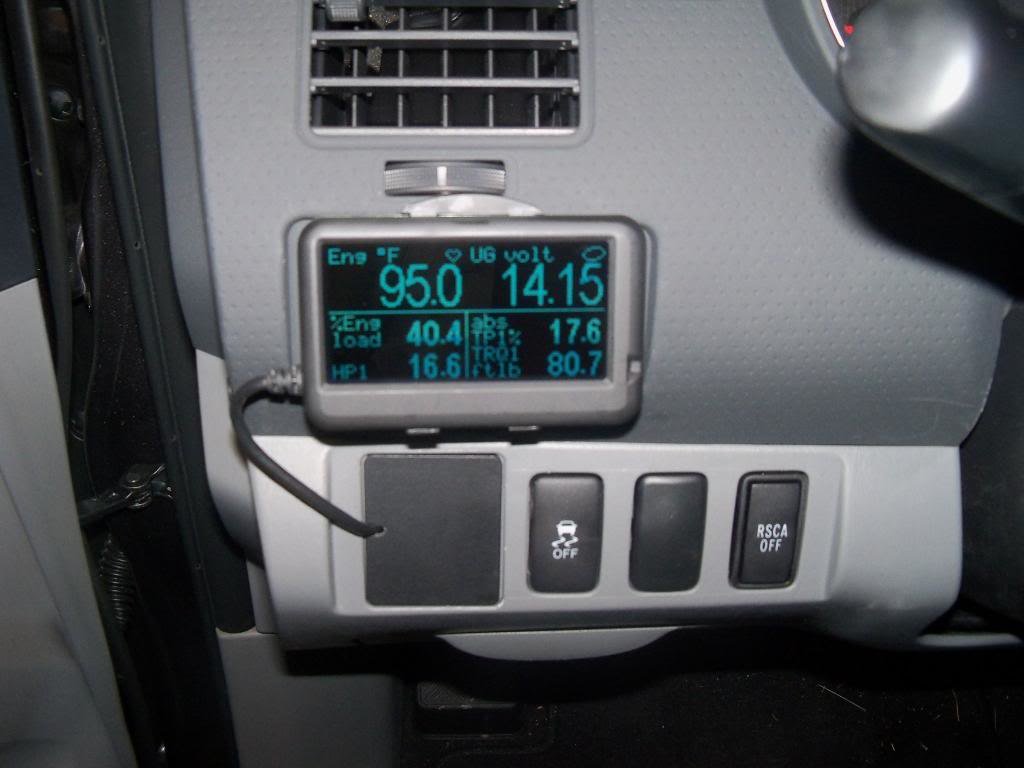 Eng °F UG volt
95.0 14.15
%Eng load 40.4
abs TP1% 17.6
HP1 16.6
TRQ1 ftlb 80.7
OFF
RSCA
OFF